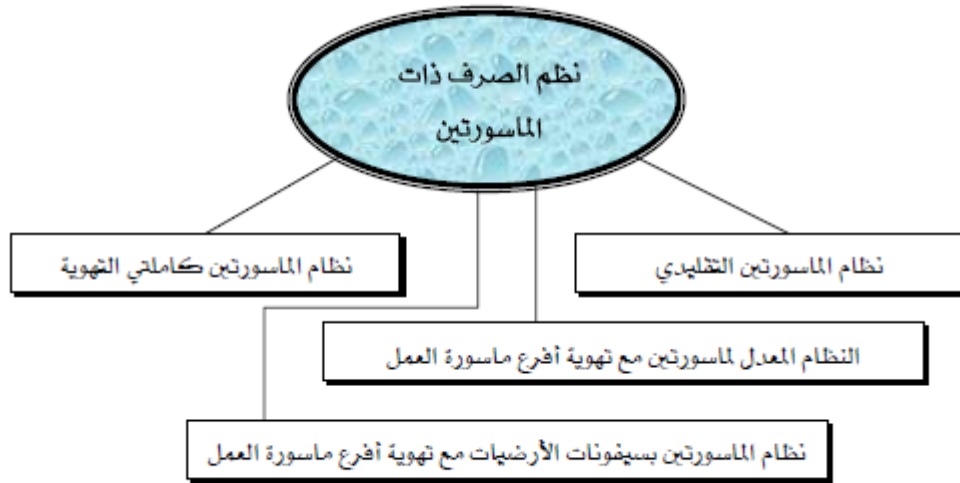 نظم الصرف ذات
الماسورتين
نظام الماسورتين التقليدي
نظام الماسورتين كاملتي التهوية
النظام المعدل لماسورتين مع تهوية أفرع ماسورة العمل
نظام الماسورتين بسيفونات الأرضيات مع تهوية أفرع ماسورة العمل